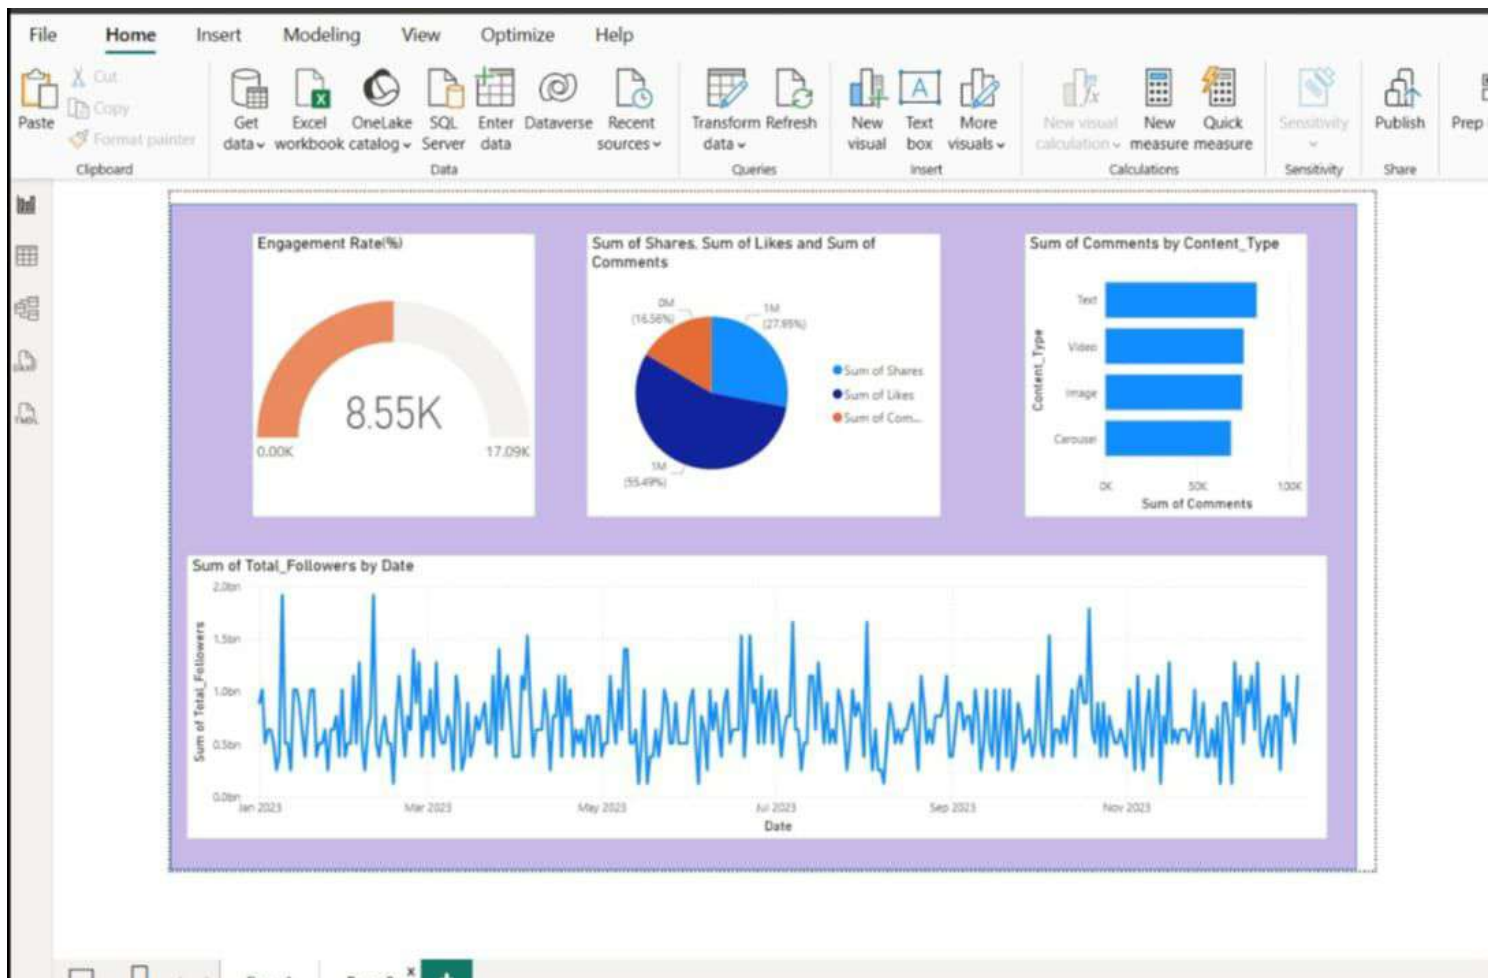 File Home Insert Modeling View Optimize Help
Cut
Copy
Format painter
Paste
Get data
Excel workbook
OneLake catalog
SQL Server
Enter data
Dataverse
Recent sources
Transform data
Refresh
New visual
Text box
More visuals
New visual calculation
New measure
Quick measure
Sensitivity
Publish
Prep
Clipboard Data Queries Insert Calculations Sensitivity Share
Engagement Rate(%)
8.55K
0.00K 17.09K
Sum of Shares, Sum of Likes and Sum of
Comments
0M
(16.56%)
1M
(27.95%)
1M
(55.49%)
Sum of Shares
Sum of Likes
Sum of Com...
Sum of Comments by Content_Type
Content_Type
Text
Video
Image
Carousel
0K 50K 100K
Sum of Comments
Sum of Total_Followers by Date
Sum of Total_Followers
2.0bn
1.5bn
1.0bn
0.5bn
0.0bn
Jan 2023 Mar 2023 May 2023 Jul 2023 Sep 2023 Nov 2023
Date